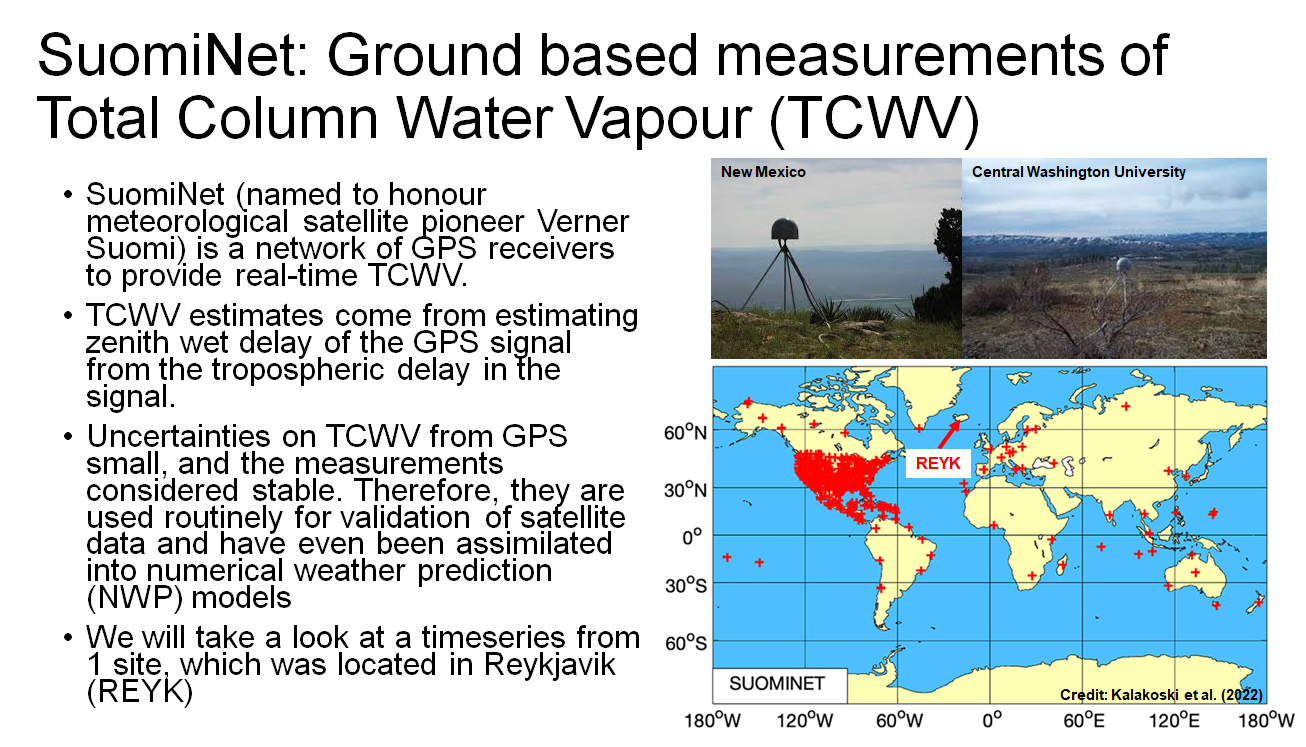 SuomiNet: Ground based measurements of
Total Column Water Vapour (TCWV)
• SuomiNet (named to honour
meteorological satellite pioneer Verner
Suomi) is a network of GPS receivers
to provide real-time TCWV.
• TCWV estimates come from estimating
zenith wet delay of the GPS signal
from the tropospheric delay in the
signal.
• Uncertainties on TCWV from GPS
small, and the measurements
considered stable. Therefore, they are
used routinely for validation of satellite
data and have even been assimilated
into numerical weather prediction
(NWP) models
• We will take a look at a timeseries from
1 site, which was located in Reykjavik
(REYK)
New Mexico
Central Washington University
60°N
30°N
0°
30°S
60°S
REYK
SUOMINET
Credit: Kalakoski et al. (2022)
180°W 120°W 60°W 0° 60°E 120°E 180°W